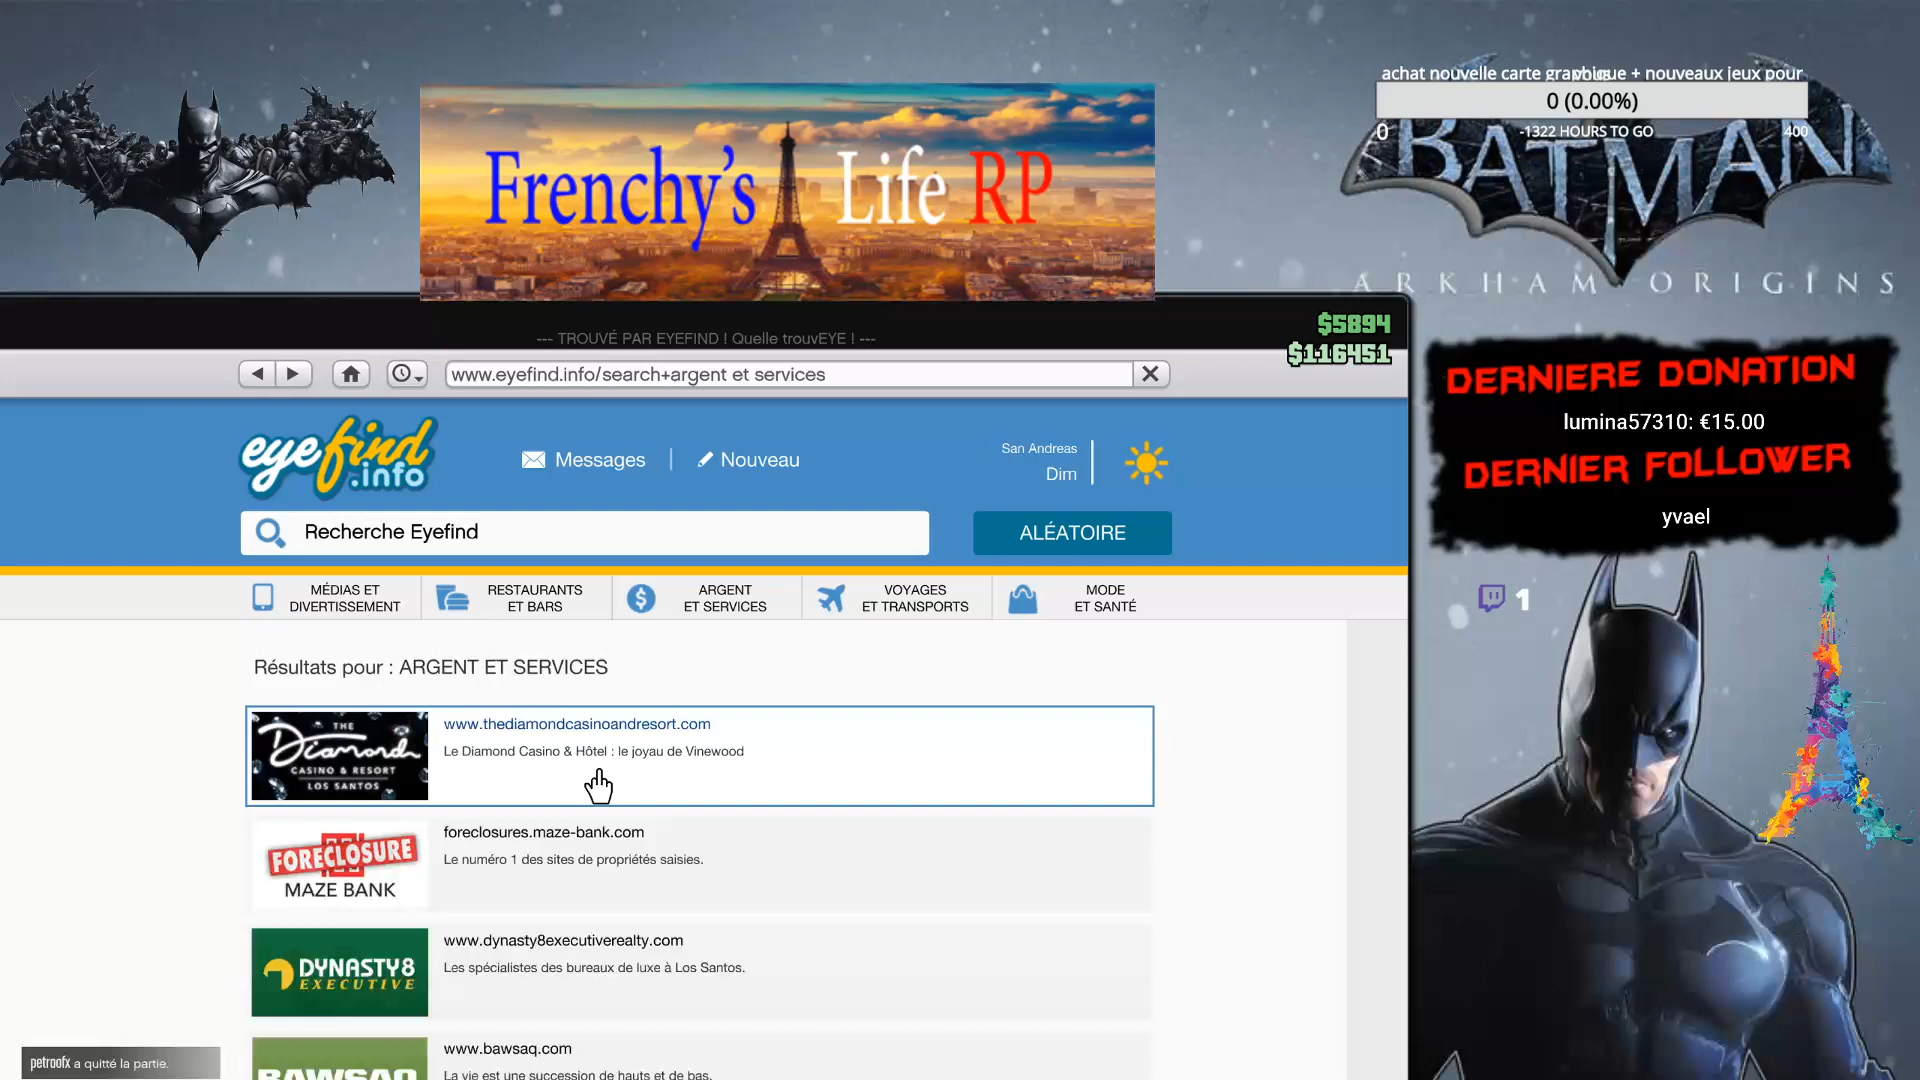 achat nouvelle carte graphique + nouveaux jeux pour
0 (0.00%)
0 -1322 HOURS TO GO 400
BATMAN
ARKHAM ORIGINS
Frenchy's Life RP
--- TROUVÉ PAR EYEFIND ! Quelle trouvEYE ! ---
$5894
$116451
www.eyefind.info/search+argent et services
eyefind.info
Messages
Nouveau
San Andreas
Dim
Recherche Eyefind
ALÉATOIRE
MÉDIAS ET
DIVERTISSEMENT
RESTAURANTS
ET BARS
ARGENT
ET SERVICES
VOYAGES
ET TRANSPORTS
MODE
ET SANTÉ
Résultats pour : ARGENT ET SERVICES
THE
Diamond
CASINO & RESORT
LOS SANTOS
www.thediamondcasinoandresort.com
Le Diamond Casino & Hôtel : le joyau de Vinewood
FORECLOSURE
MAZE BANK
foreclosures.maze-bank.com
Le numéro 1 des sites de propriétés saisies.
DYNASTY8
EXECUTIVE
www.dynasty8executiverealty.com
Les spécialistes des bureaux de luxe à Los Santos.
BAWSAQ
www.bawsaq.com
La vie est une succession de hauts et de bas.
petroofx a quitté la partie.
DERNIERE DONATION
lumina57310: €15.00
DERNIER FOLLOWER
yvael
1